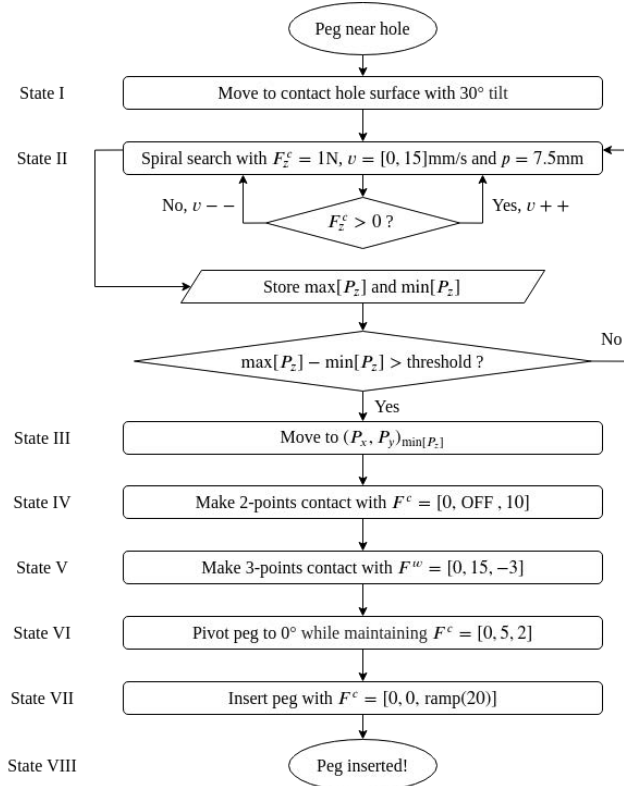 Peg near hole
State I
Move to contact hole surface with 30° tilt
State II
Spiral search with F_z^c = 1N, v = [0, 15]mm/s and p = 7.5mm
No, v − −
Yes, v + +
F_z^c > 0 ?
Store max[P_z] and min[P_z]
No
max[P_z] − min[P_z] > threshold ?
Yes
State III
Move to (P_x, P_y)_min[P_z]
State IV
Make 2-points contact with F^c = [0, OFF , 10]
State V
Make 3-points contact with F^w = [0, 15, −3]
State VI
Pivot peg to 0° while maintaining F^c = [0, 5, 2]
State VII
Insert peg with F^c = [0, 0, ramp(20)]
State VIII
Peg inserted!